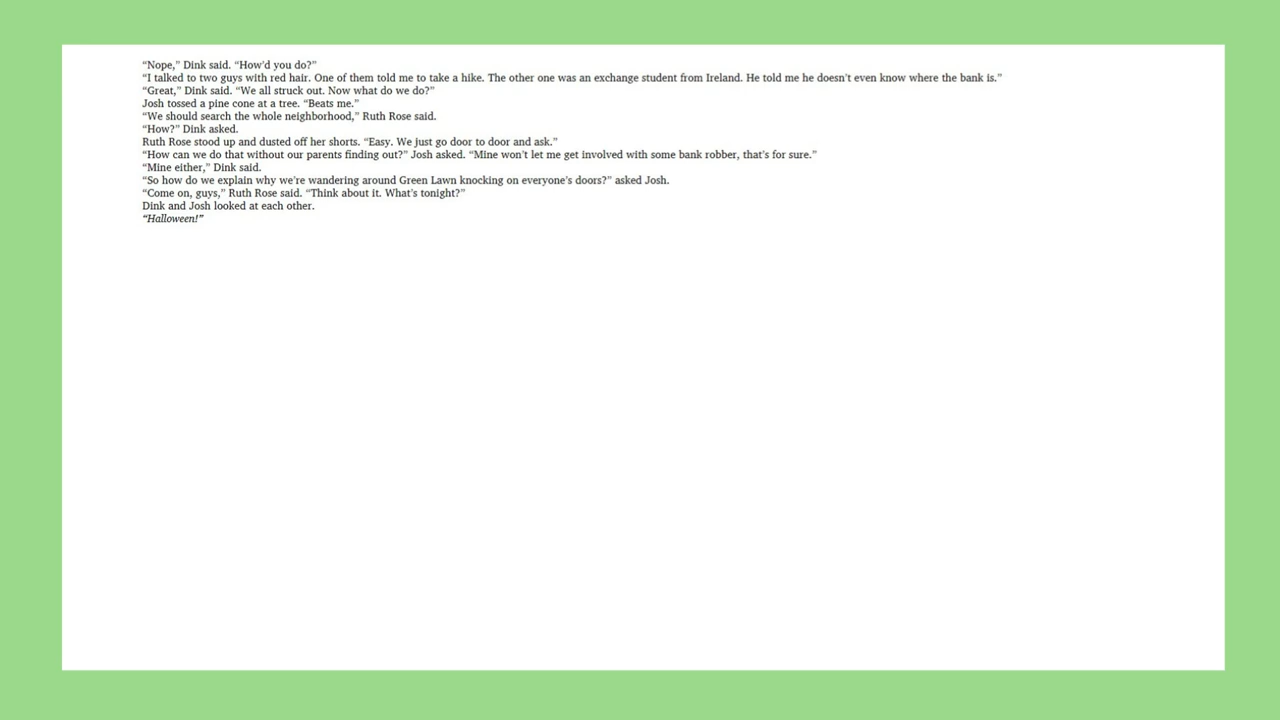 “Nope,” Dink said. “How’d you do?”
“I talked to two guys with red hair. One of them told me to take a hike. The other one was an exchange student from Ireland. He told me he doesn’t even know where the bank is.”
“Great,” Dink said. “We all struck out. Now what do we do?”
Josh tossed a pine cone at a tree. “Beats me.”
“We should search the whole neighborhood,” Ruth Rose said.
“How?” Dink asked.
Ruth Rose stood up and dusted off her shorts. “Easy. We just go door to door and ask.”
“How can we do that without our parents finding out?” Josh asked. “Mine won’t let me get involved with some bank robber, that’s for sure.”
“Mine either,” Dink said.
“So how do we explain why we’re wandering around Green Lawn knocking on everyone’s doors?” asked Josh.
“Come on, guys,” Ruth Rose said. “Think about it. What’s tonight?”
Dink and Josh looked at each other.
“Halloween!”